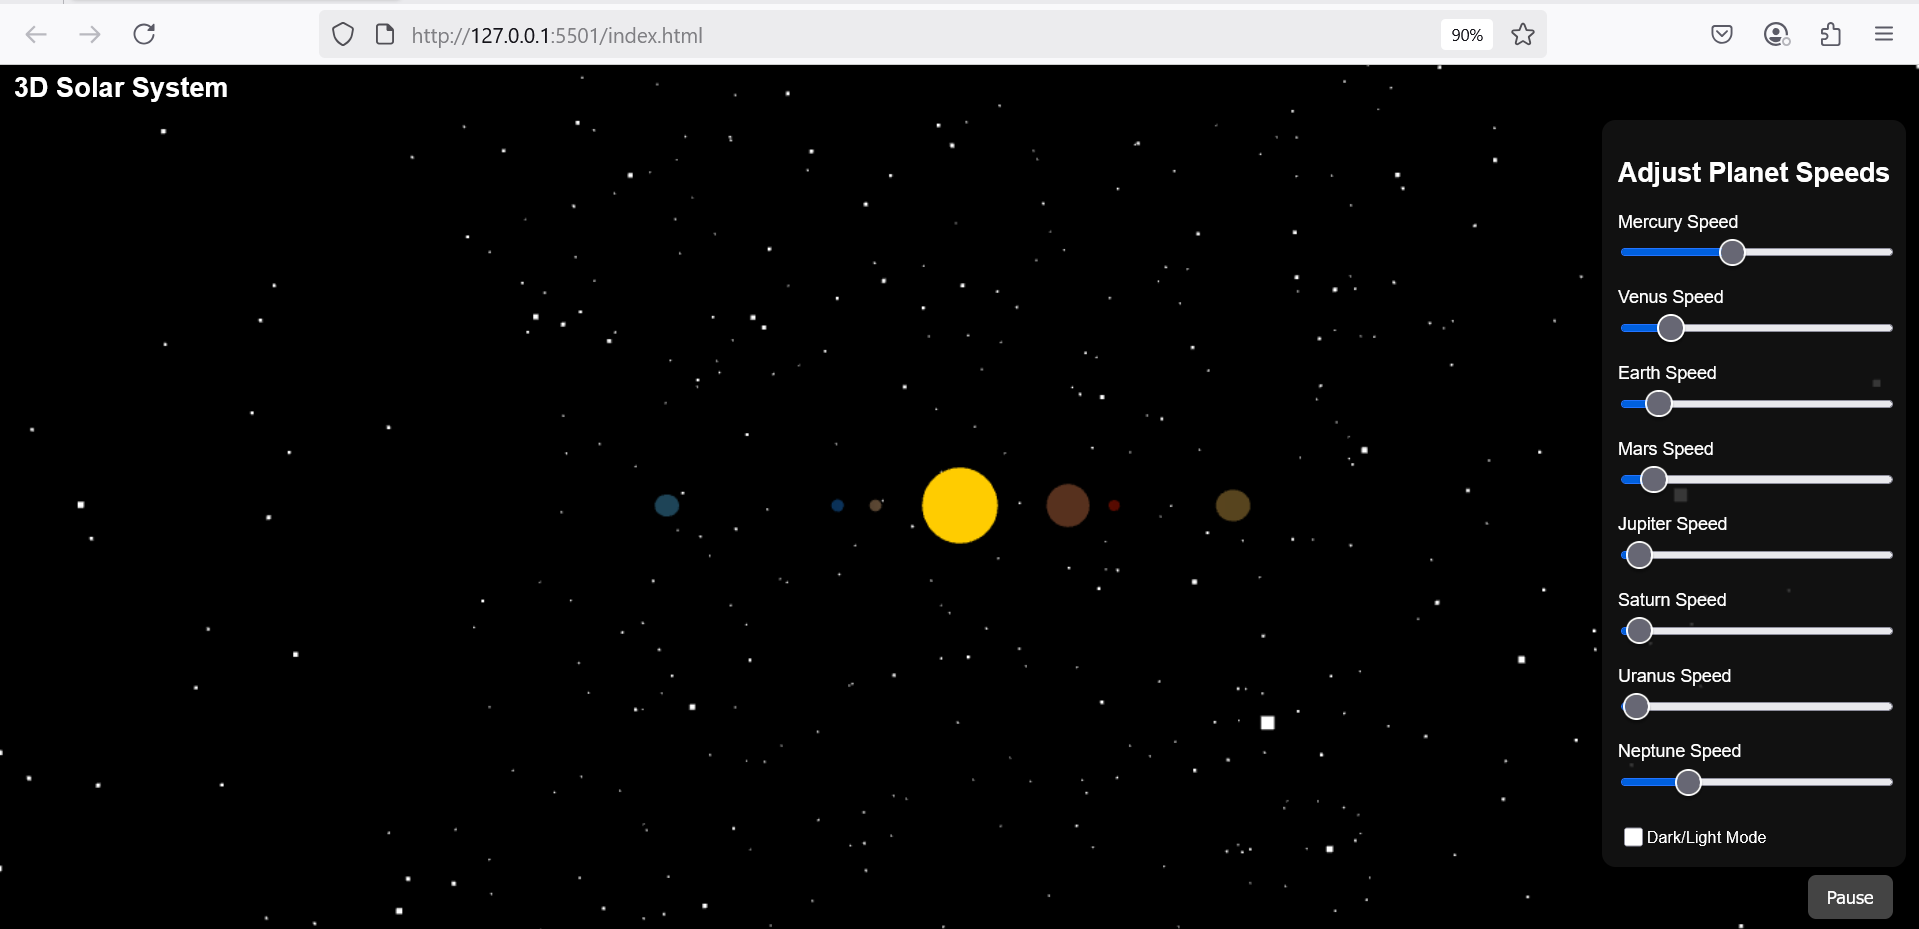 http://127.0.0.1:5501/index.html
90%
3D Solar System
Adjust Planet Speeds
Mercury Speed
Venus Speed
Earth Speed
Mars Speed
Jupiter Speed
Saturn Speed
Uranus Speed
Neptune Speed
Dark/Light Mode
Pause